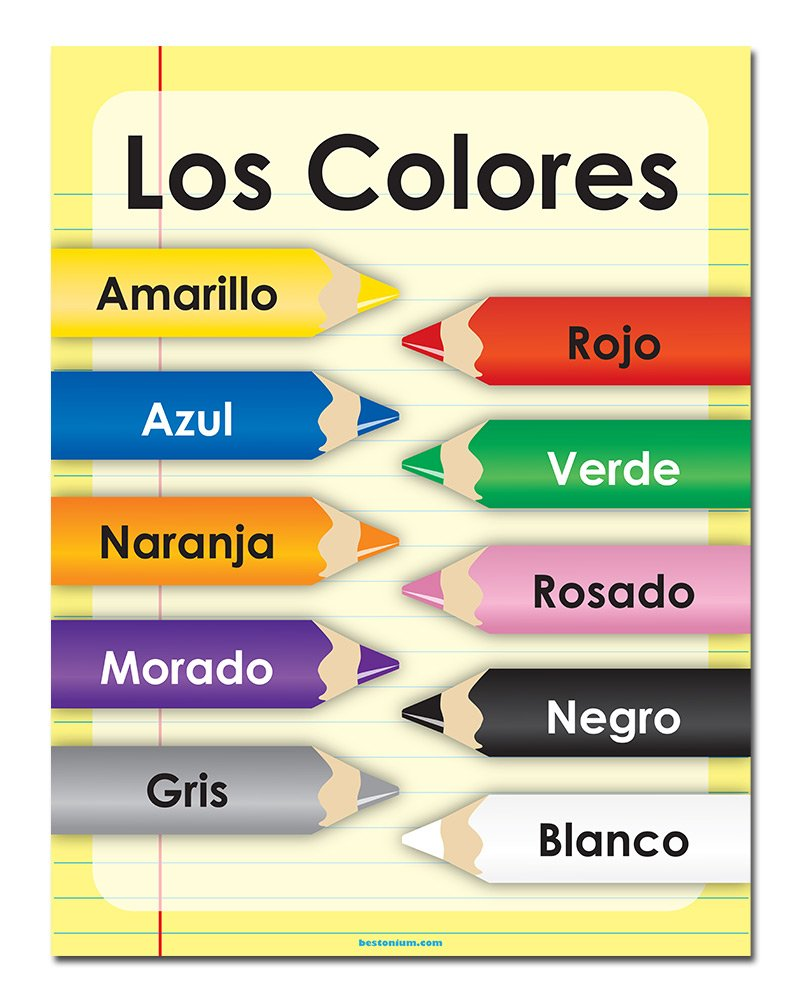 Los Colores
Amarillo
Rojo
Azul
Verde
Naranja
Rosado
Morado
Negro
Gris
Blanco
bestonium.com